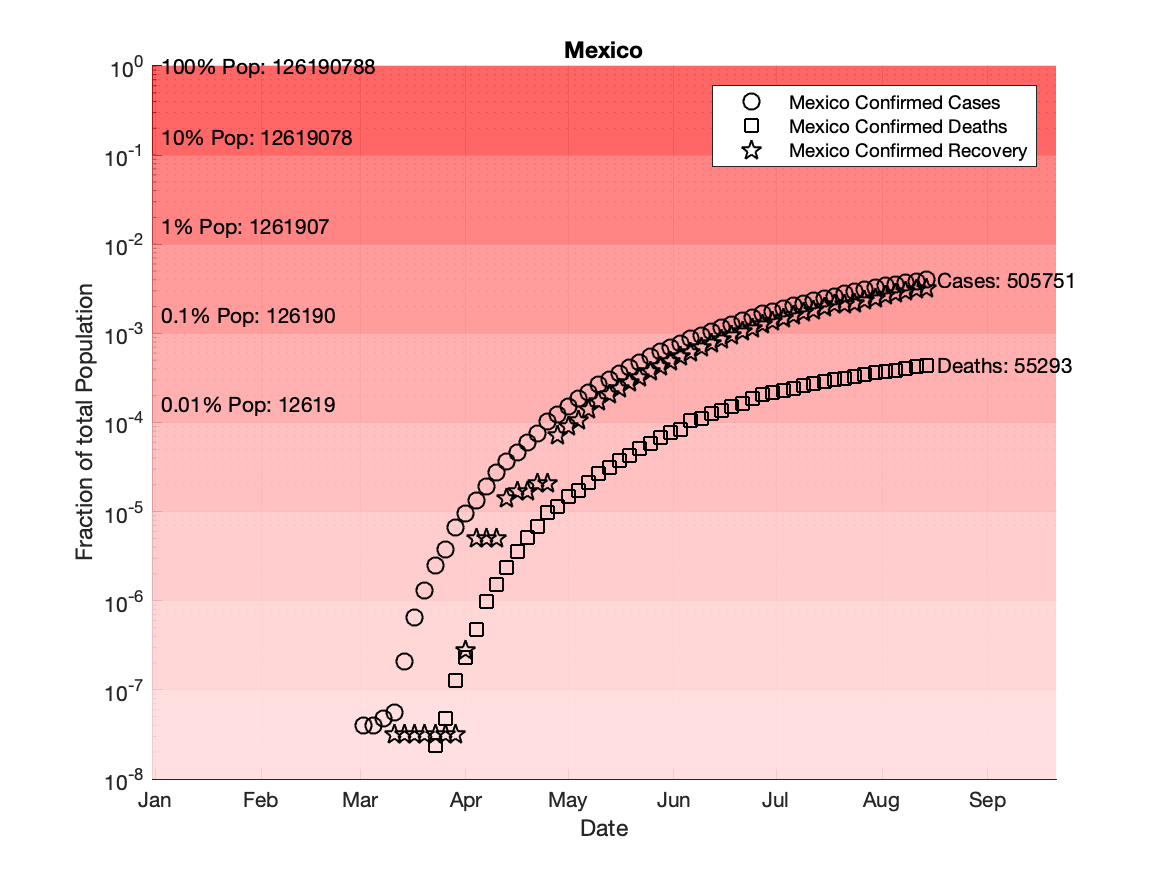 Mexico
10^0
100% Pop: 126190788
Mexico Confirmed Cases
Mexico Confirmed Deaths
Mexico Confirmed Recovery
10% Pop: 12619078
10^-1
1% Pop: 1261907
10^-2
Cases: 505751
0.1% Pop: 126190
10^-3
Deaths: 55293
0.01% Pop: 12619
10^-4
10^-5
10^-6
10^-7
10^-8
Fraction of total Population
Jan Feb Mar Apr May Jun Jul Aug Sep
Date